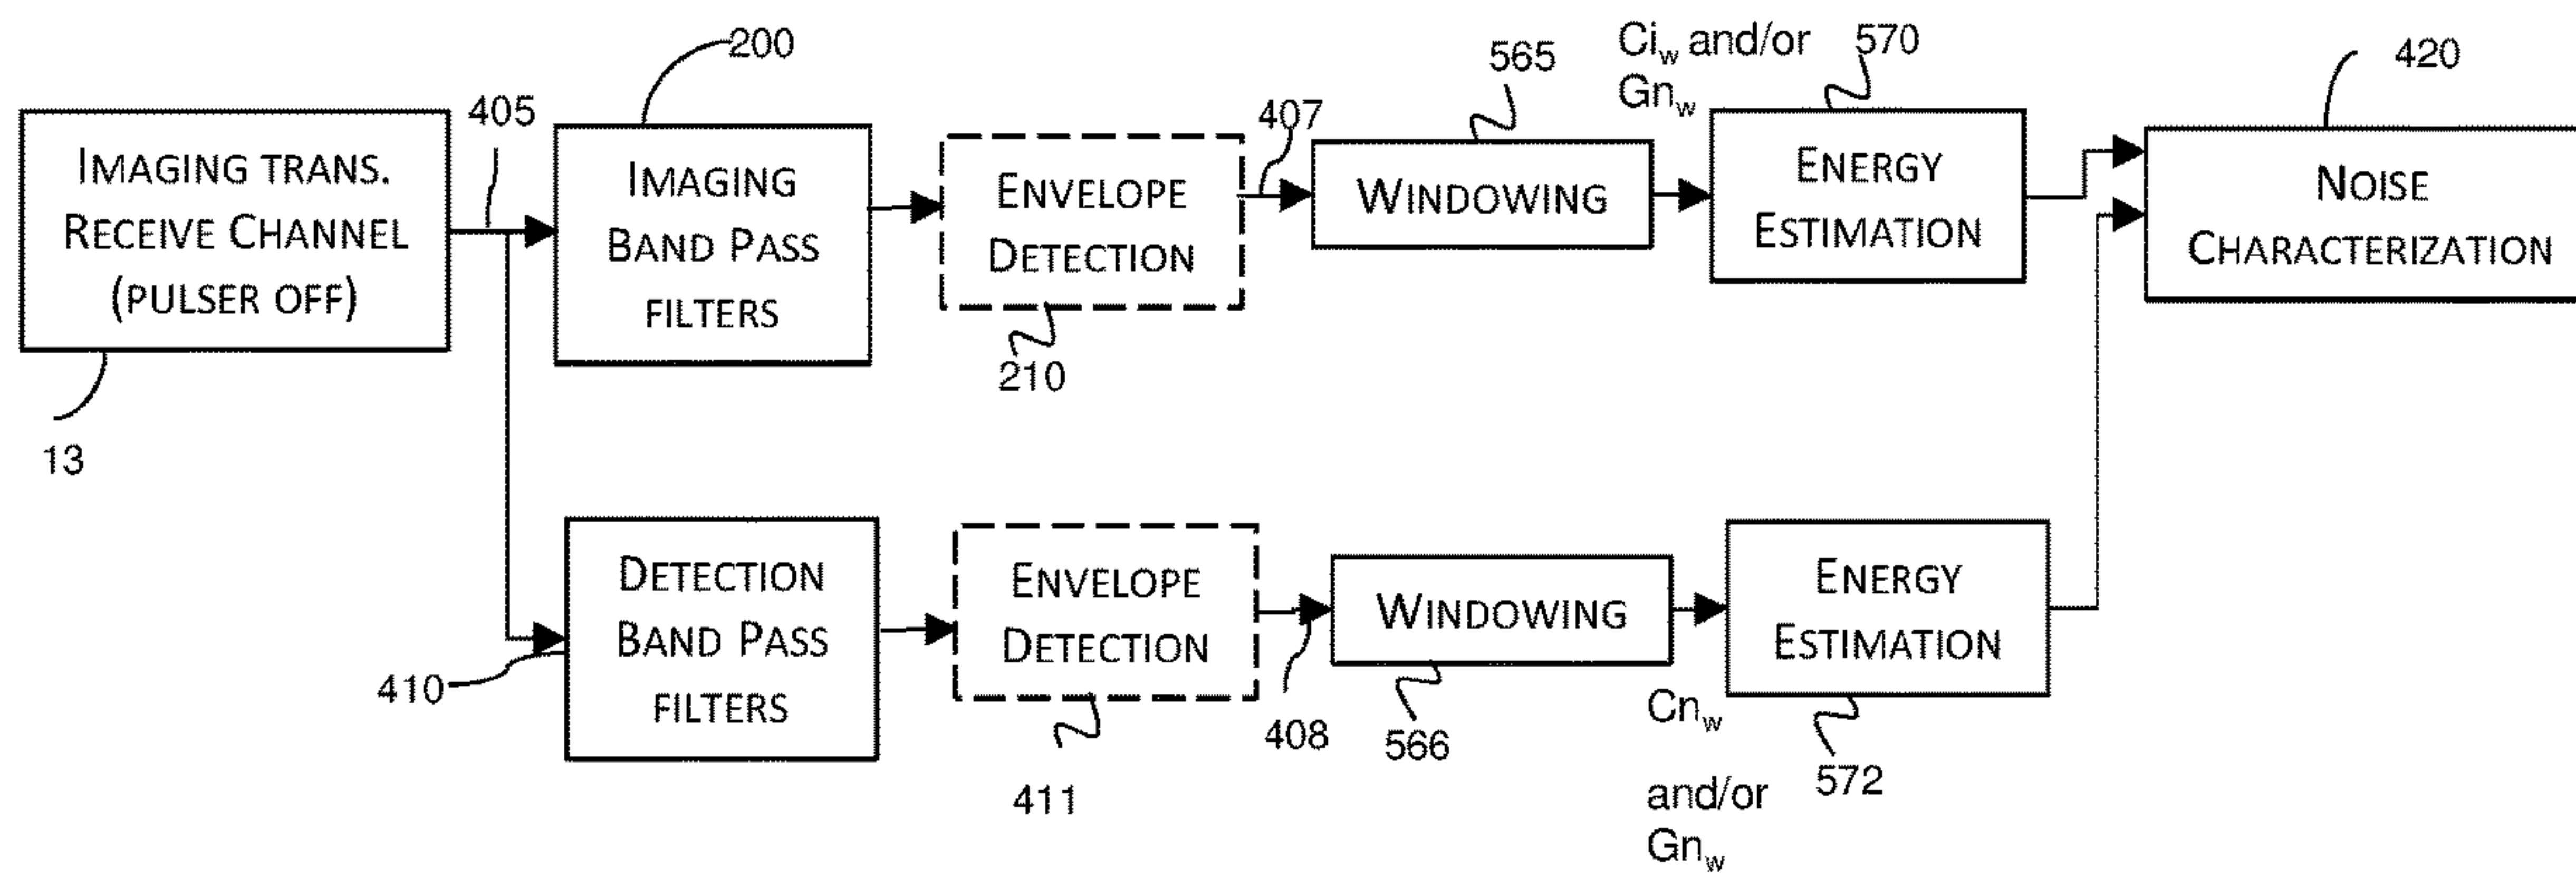 200
405
IMAGING TRANS.
RECEIVE CHANNEL
(PULSER OFF)
13
IMAGING
BAND PASS
FILTERS
ENVELOPE
DETECTION
210
407
565
WINDOWING
Ciw and/or
Gnw
570
ENERGY
ESTIMATION
420
NOISE
CHARACTERIZATION
410
DETECTION
BAND PASS
FILTERS
ENVELOPE
DETECTION
411
408
WINDOWING
566
Cnw
and/or
Gnw
ENERGY
ESTIMATION
572